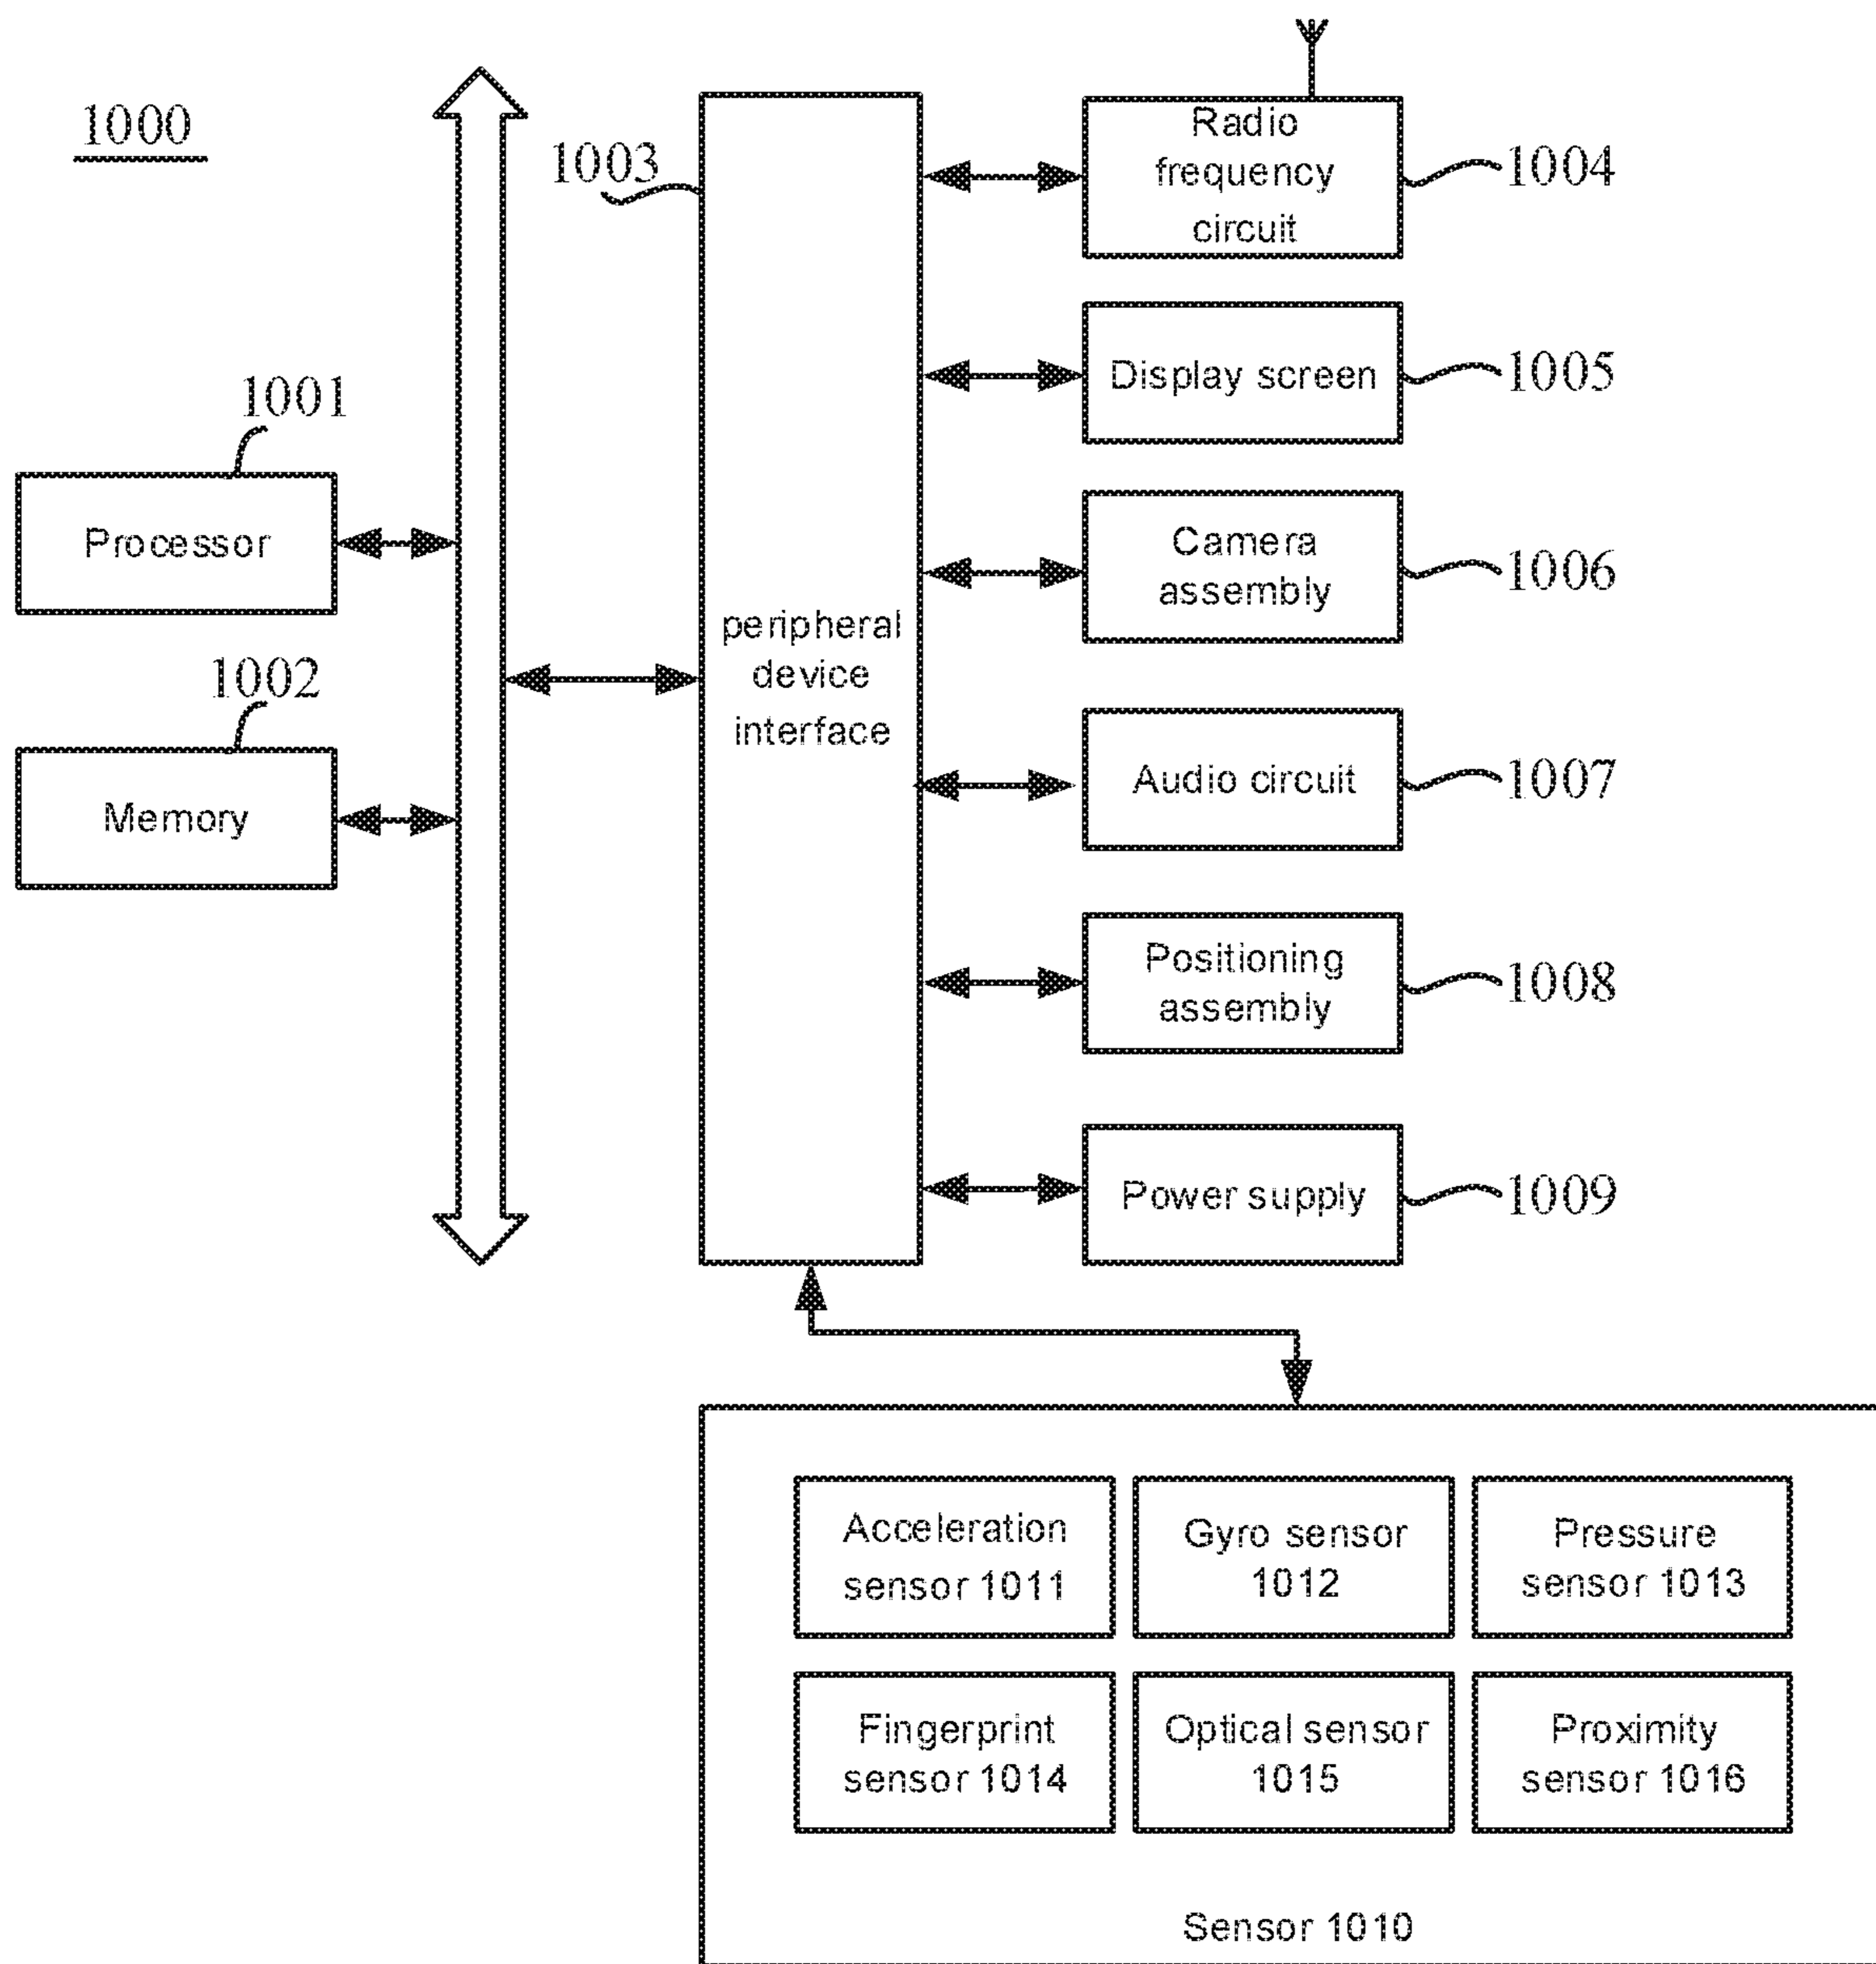 1000
1003
Radio
frequency
circuit
1004
Display screen
1005
1001
Processor
Camera
assembly
1006
peripheral
device
interface
1002
Memory
Audio circuit
1007
Positioning
assembly
1008
Power supply
1009
Acceleration
sensor 1011
Gyro sensor
1012
Pressure
sensor 1013
Fingerprint
sensor 1014
Optical sensor
1015
Proximity
sensor 1016
Sensor 1010